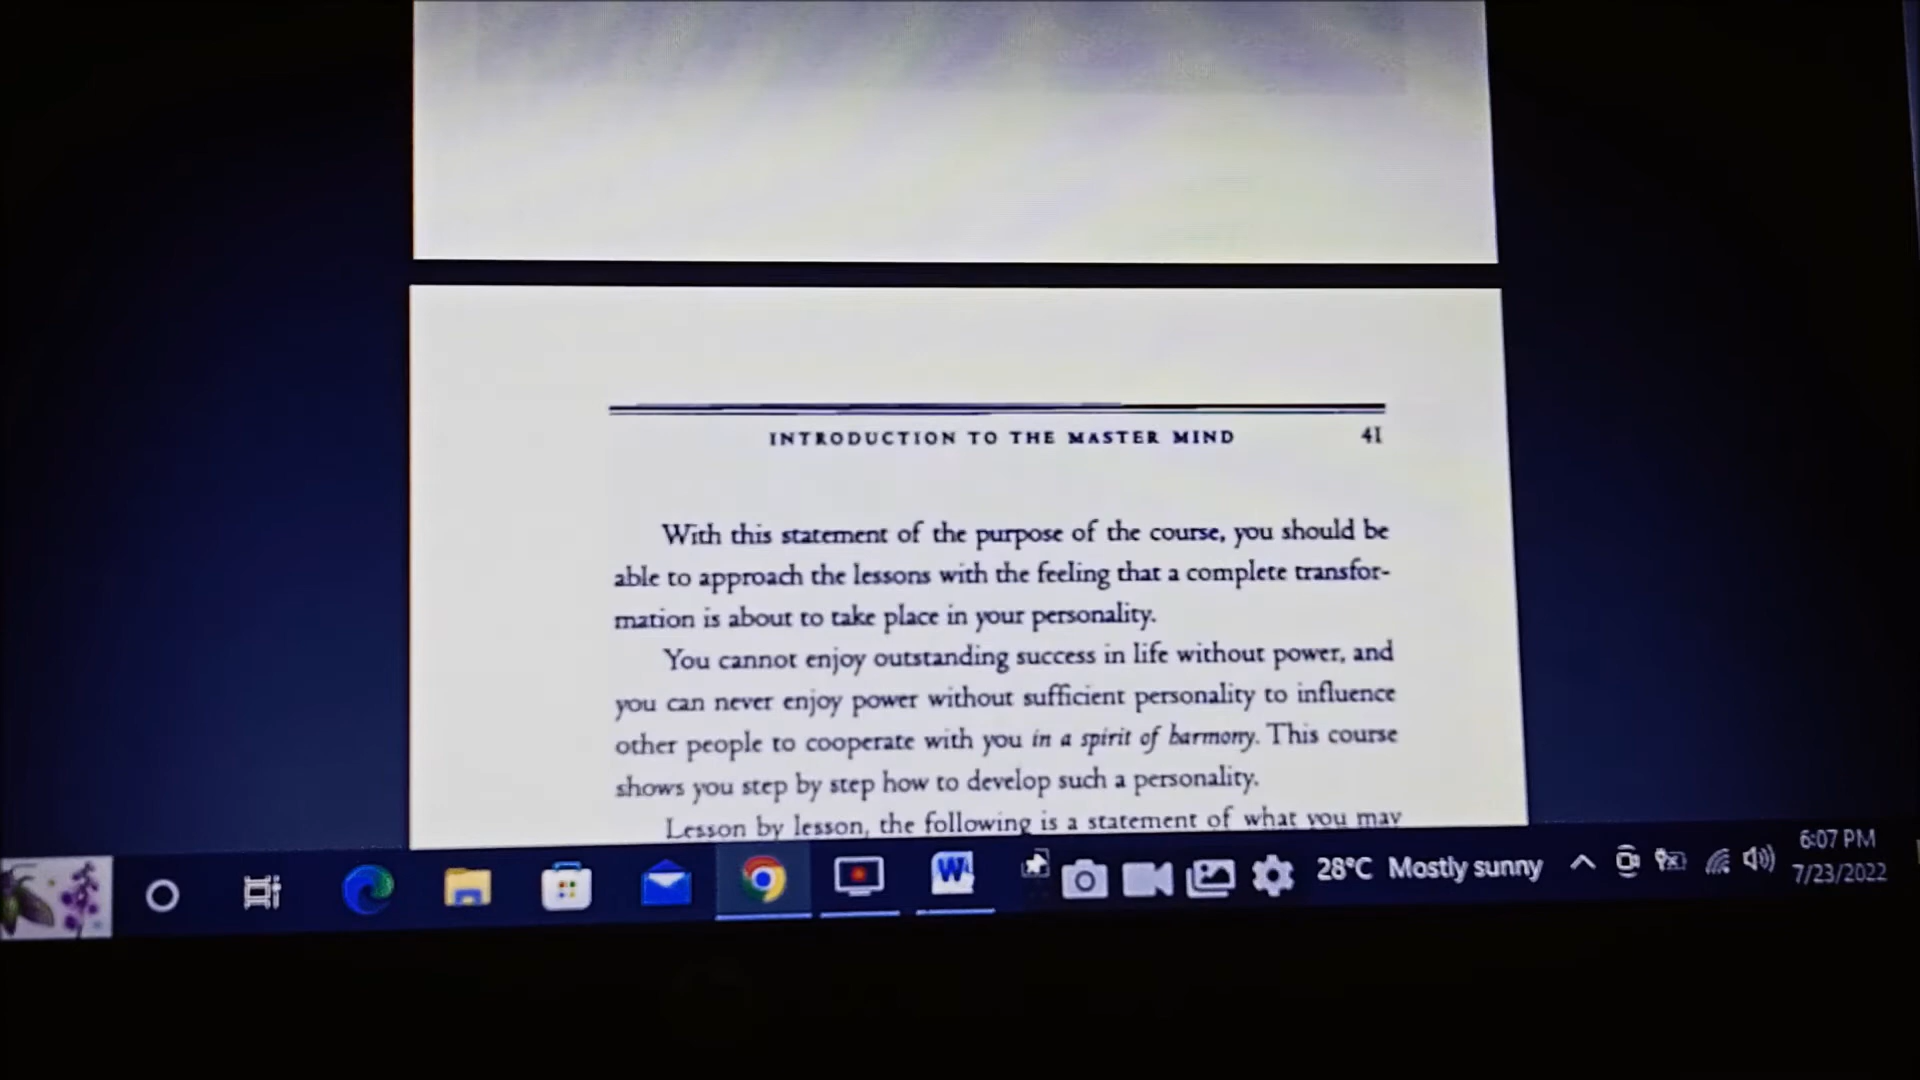 INTRODUCTION TO THE MASTER MIND 41
With this statement of the purpose of the course, you should be
able to approach the lessons with the feeling that a complete transfor-
mation is about to take place in your personality.
You cannot enjoy outstanding success in life without power, and
you can never enjoy power without sufficient personality to influence
other people to cooperate with you in a spirit of harmony. This course
shows you step by step how to develop such a personality.
Lesson by lesson, the following is a statement of what you may
W
28°C Mostly sunny
6:07 PM
7/23/2022